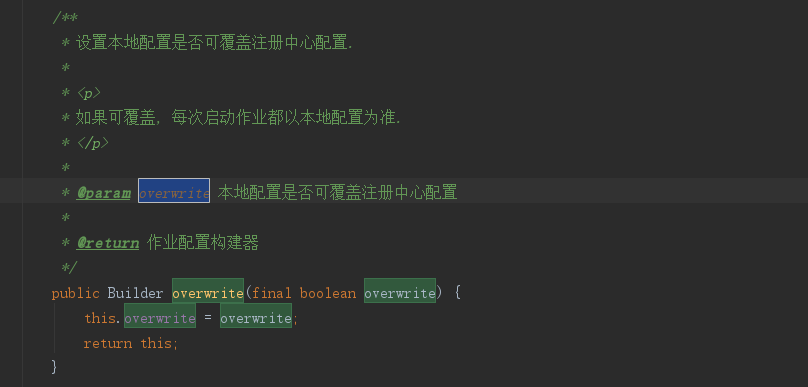 /**
 * 设置本地配置是否可覆盖注册中心配置.
 *
 * <p>
 * 如果可覆盖, 每次启动作业都以本地配置为准.
 * </p>
 *
 * @param overwrite 本地配置是否可覆盖注册中心配置
 *
 * @return 作业配置构建器
 */
public Builder overwrite(final boolean overwrite) {
    this.overwrite = overwrite;
    return this;
}